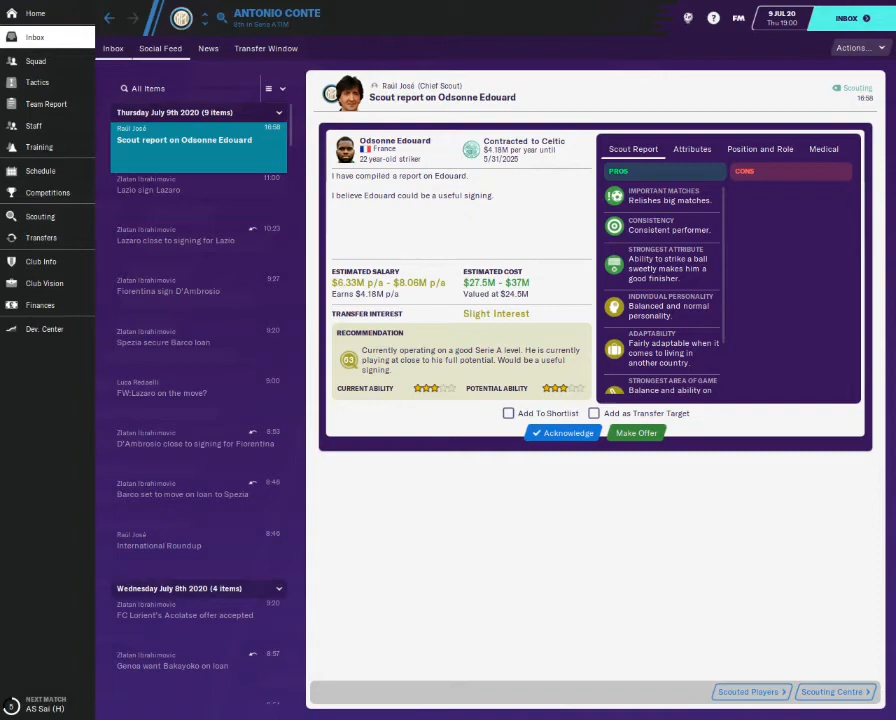 Home
Inbox
Squad
Tactics
Team Report
Staff
Training
Schedule
Competitions
Scouting
Transfers
Club Info
Club Vision
Finances
Dev. Center
5
NEXT MATCH
AS Sai (H)
ANTONIO CONTE
?
FM
9 JUL 20
Thu 19:00
INBOX
Inbox
Social Feed
News
Transfer Window
Actions...
All Items
Thursday July 9th 2020 (9 items)
Raúl José
16:58
Scout report on Odsonne Edouard
Zlatan Ibrahimovic
11:00
Lazio sign Lazaro
Zlatan Ibrahimovic
10:23
Lazaro close to signing for Lazio
Zlatan Ibrahimovic
9:27
Fiorentina sign D'Ambrosio
Zlatan Ibrahimovic
9:20
Spezia secure Barco loan
Luca Redaelli
9:00
FW:Lazaro on the move?
Zlatan Ibrahimovic
8:53
D'Ambrosio close to signing for Fiorentina
Zlatan Ibrahimovic
8:46
Barco set to move on loan to Spezia
Raúl José
8:46
International Roundup
Wednesday July 8th 2020 (4 items)
Zlatan Ibrahimovic
9:20
FC Lorient's Acolatse offer accepted
Zlatan Ibrahimovic
8:57
Genoa want Bakayoko on loan
Raúl José (Chief Scout)
Scout report on Odsonne Edouard
Scouting
16:58
Odsonne Edouard
France
22 year-old striker
Contracted to Celtic
$4.18M per year until
5/31/2025
I have compiled a report on Edouard.
I believe Edouard could be a useful signing.
ESTIMATED SALARY
$6.33M p/a - $8.06M p/a
Earns $4.18M p/a
ESTIMATED COST
$27.5M - $37M
Valued at $24.5M
TRANSFER INTEREST
Slight Interest
RECOMMENDATION
63
Currently operating on a good Serie A level. He is currently
playing at close to his full potential. Would be a useful
signing.
CURRENT ABILITY
POTENTIAL ABILITY
Scout Report
Attributes
Position and Role
Medical
PROS
CONS
IMPORTANT MATCHES
Relishes big matches.
CONSISTENCY
Consistent performer.
STRONGEST ATTRIBUTE
Ability to strike a ball
sweetly makes him a
good finisher.
INDIVIDUAL PERSONALITY
Balanced and normal
personality.
ADAPTABILITY
Fairly adaptable when it
comes to living in
another country.
STRONGEST AREA OF GAME
Balance and ability on
Add To Shortlist
Add as Transfer Target
Acknowledge
Make Offer
Scouted Players
Scouting Centre